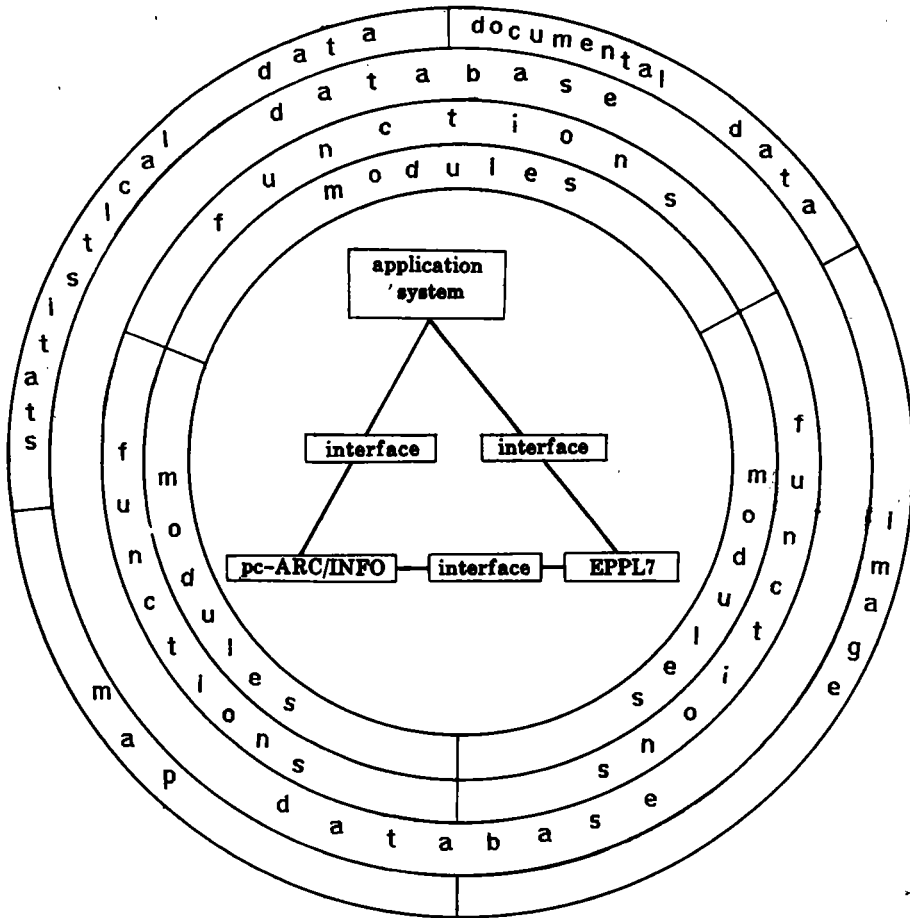 statistical data
documental data
database
functions
modules
application
system
interface
interface
pc-ARC/INFO
interface
EPPL7
modules
functions
modules
functions
map
image
database